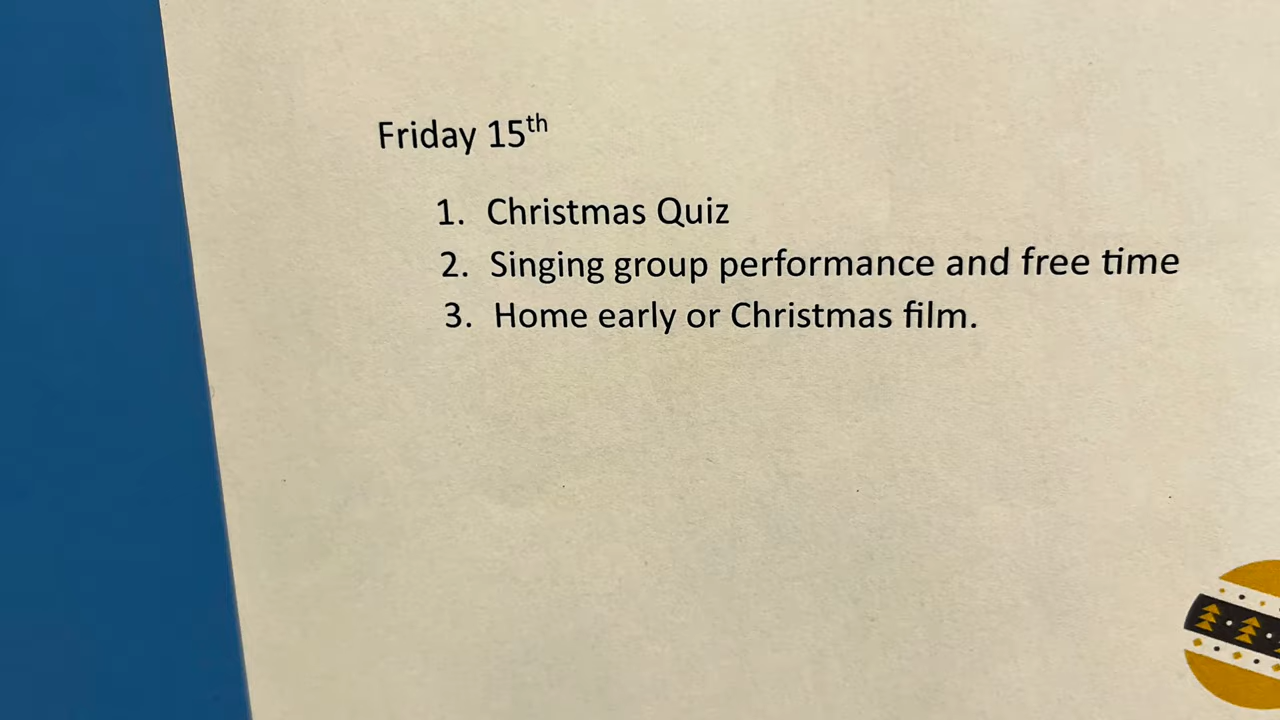 Friday 15th
1. Christmas Quiz
2. Singing group performance and free time
3. Home early or Christmas film.